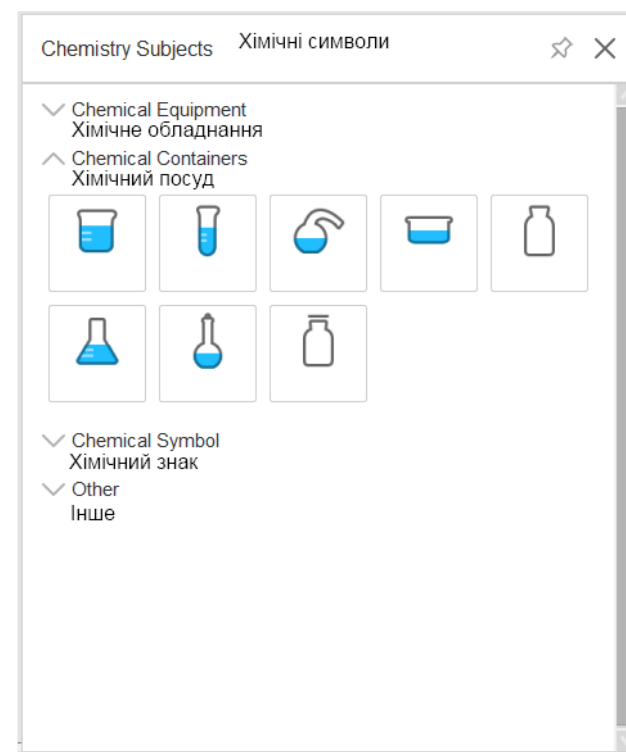 Chemistry Subjects Хімічні символи
Chemical Equipment
Хімічне обладнання
Chemical Containers
Хімічний посуд
Chemical Symbol
Хімічний знак
Other
Інше